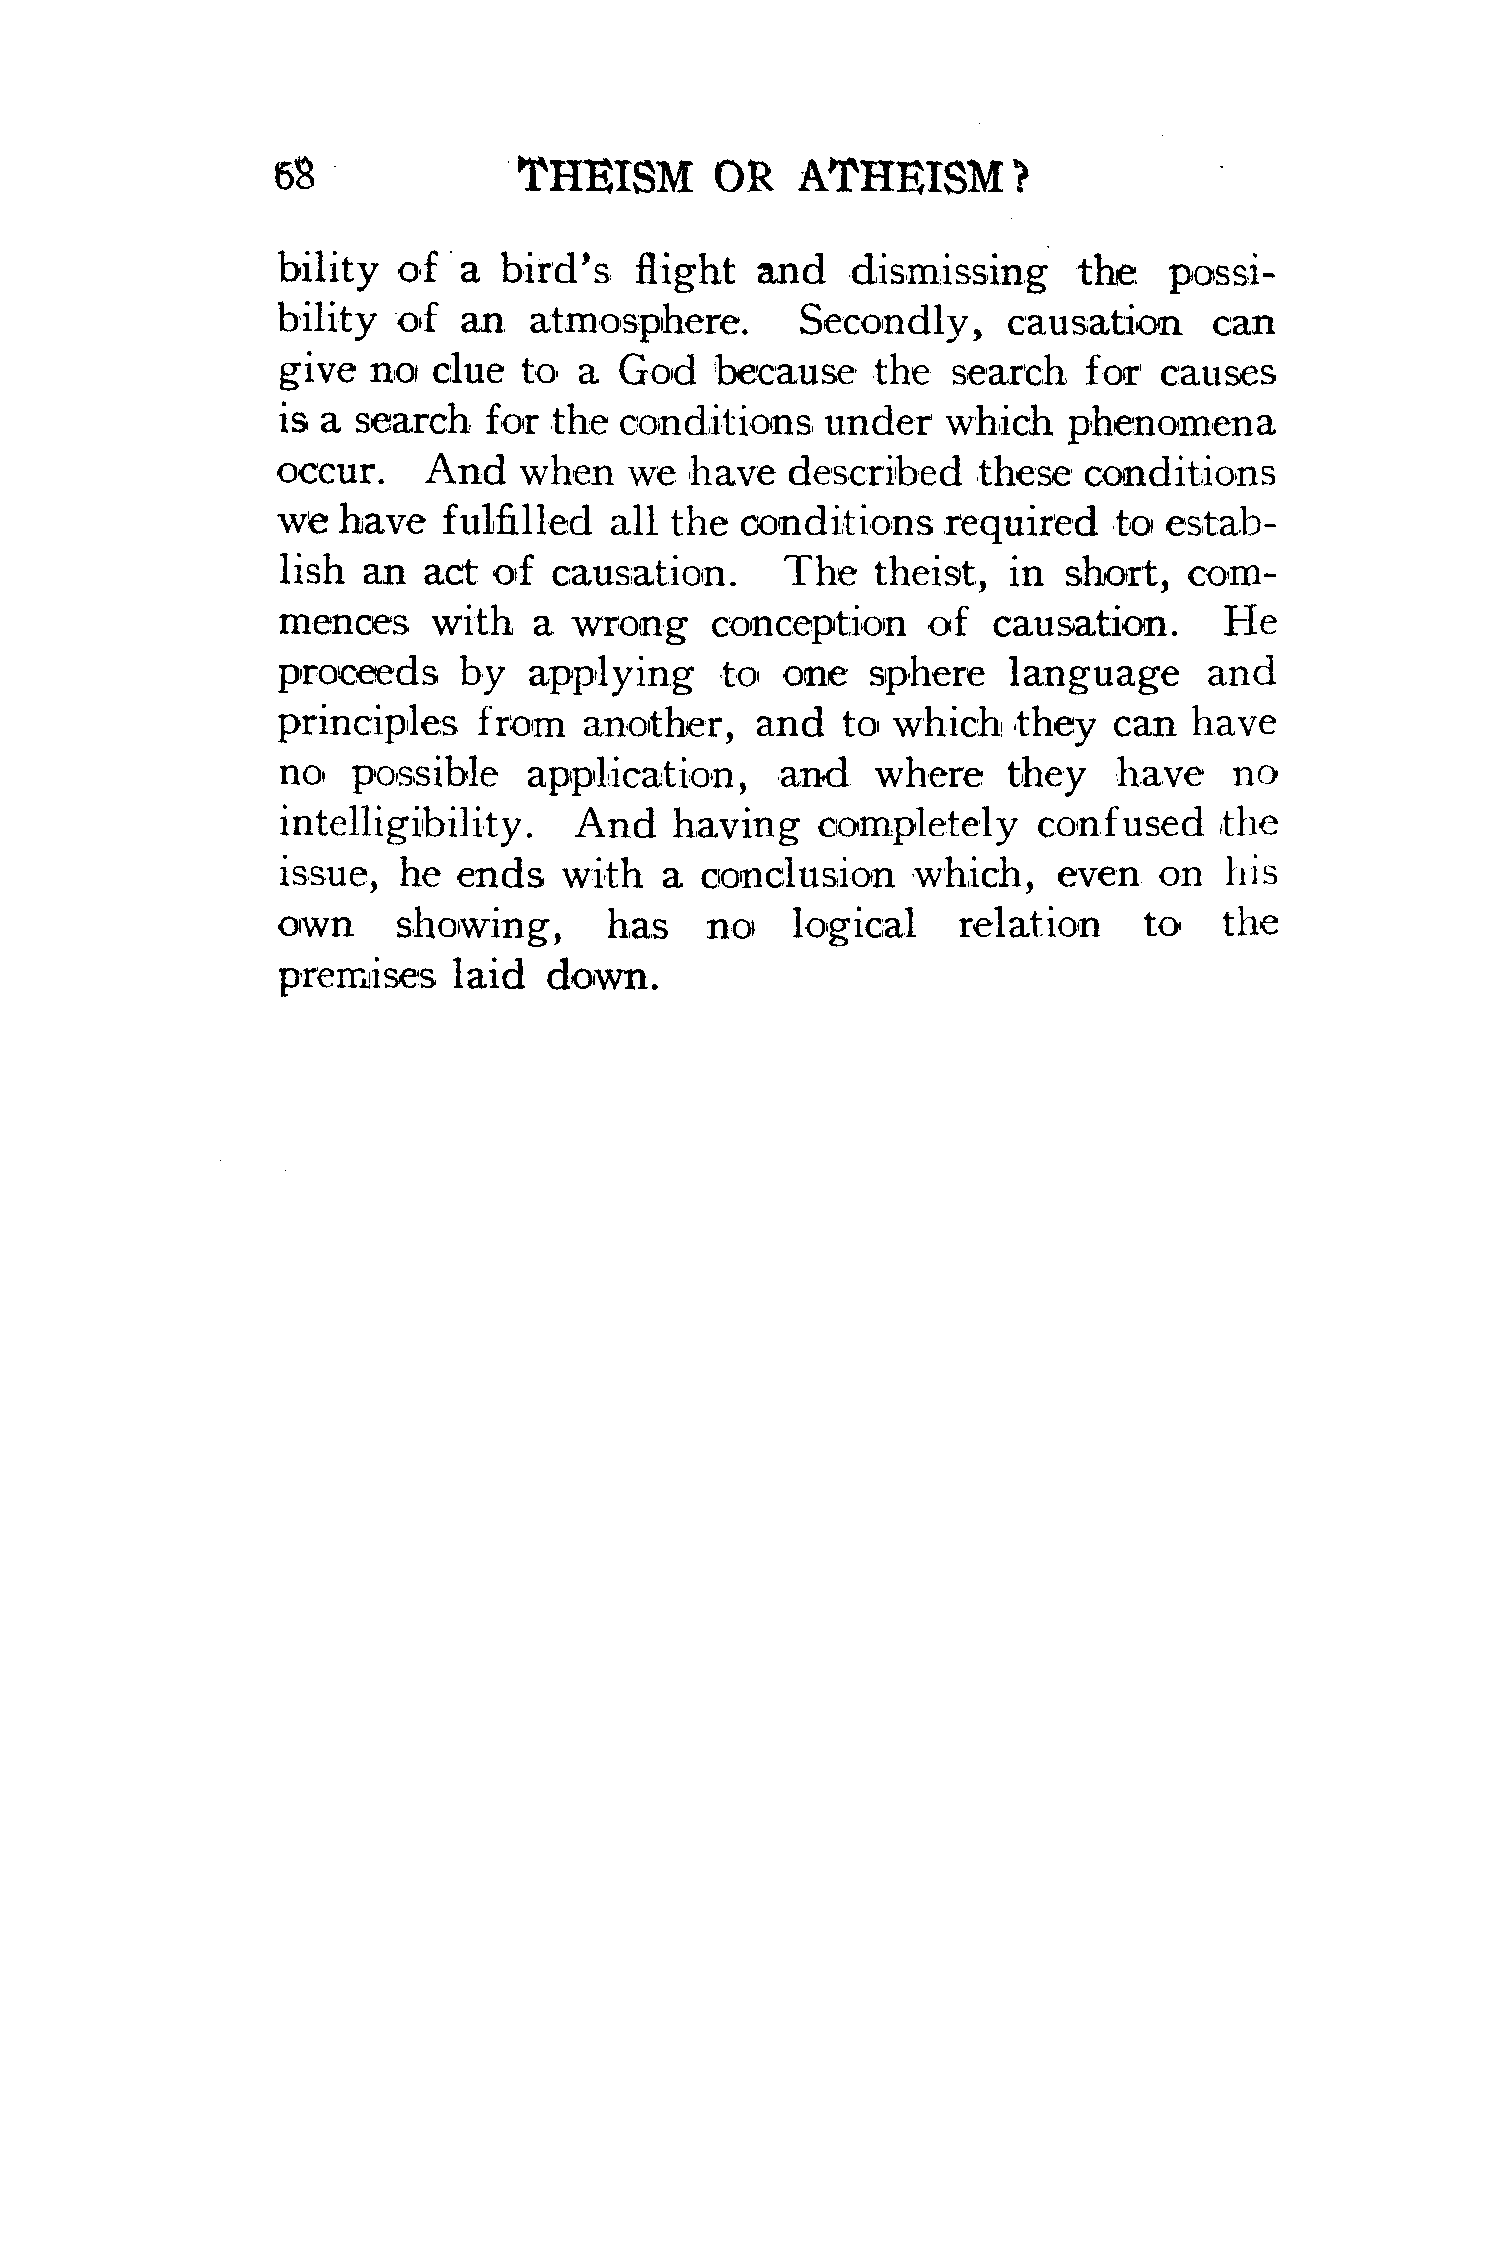 68 THEISM OR ATHEISM?
bility of a bird's flight and dismissing the possi-
bility of an atmosphere. Secondly, causation can
give no clue to a God because the search for causes
is a search for the conditions under which phenomena
occur. And when we have described these conditions
we have fulfilled all the conditions required to estab-
lish an act of causation. The theist, in short, com-
mences with a wrong conception of causation. He
proceeds by applying to one sphere language and
principles from another, and to which they can have
no possible application, and where they have no
intelligibility. And having completely confused the
issue, he ends with a conclusion which, even on his
own showing, has no logical relation to the
premises laid down.